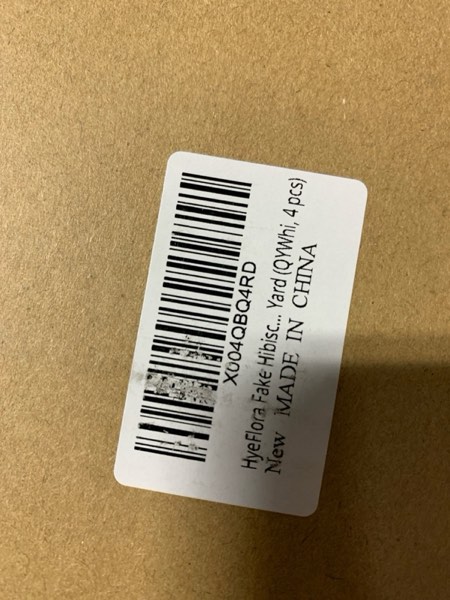 X004QBQ4RD
HyeFlora Fake Hibisc... Yard (QYWhi, 4 pcs)
New MADE IN CHINA